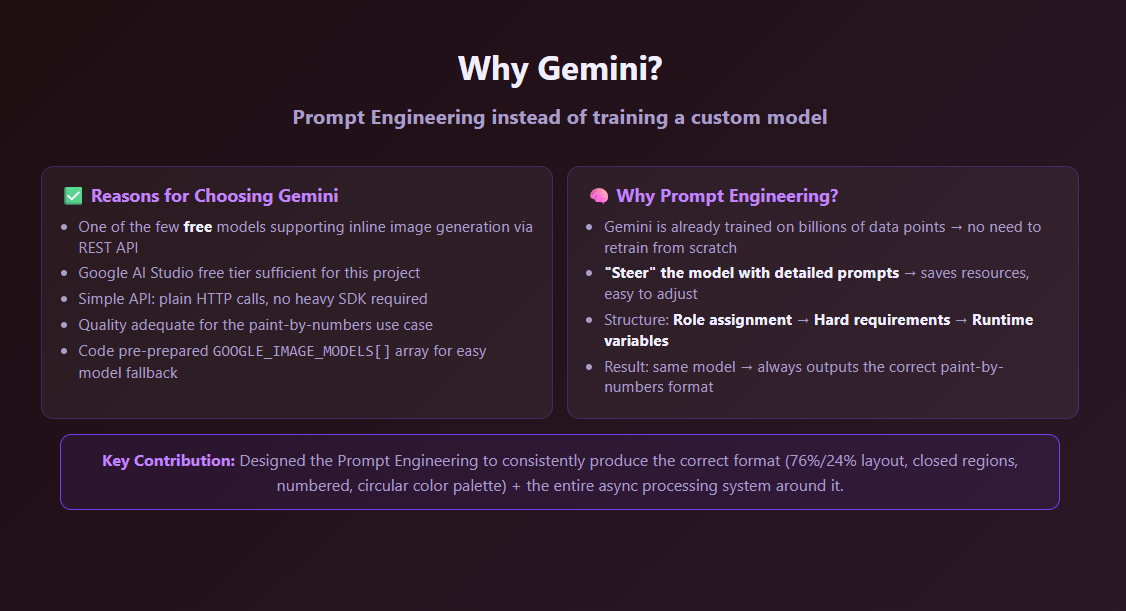 Why Gemini?
Prompt Engineering instead of training a custom model
✅ Reasons for Choosing Gemini
• One of the few free models supporting inline image generation via
REST API
• Google AI Studio free tier sufficient for this project
• Simple API: plain HTTP calls, no heavy SDK required
• Quality adequate for the paint-by-numbers use case
• Code pre-prepared GOOGLE_IMAGE_MODELS[] array for easy
model fallback
🧠 Why Prompt Engineering?
• Gemini is already trained on billions of data points → no need to
retrain from scratch
• "Steer" the model with detailed prompts → saves resources,
easy to adjust
• Structure: Role assignment → Hard requirements → Runtime
variables
• Result: same model → always outputs the correct paint-by-
numbers format
Key Contribution: Designed the Prompt Engineering to consistently produce the correct format (76%/24% layout, closed regions,
numbered, circular color palette) + the entire async processing system around it.